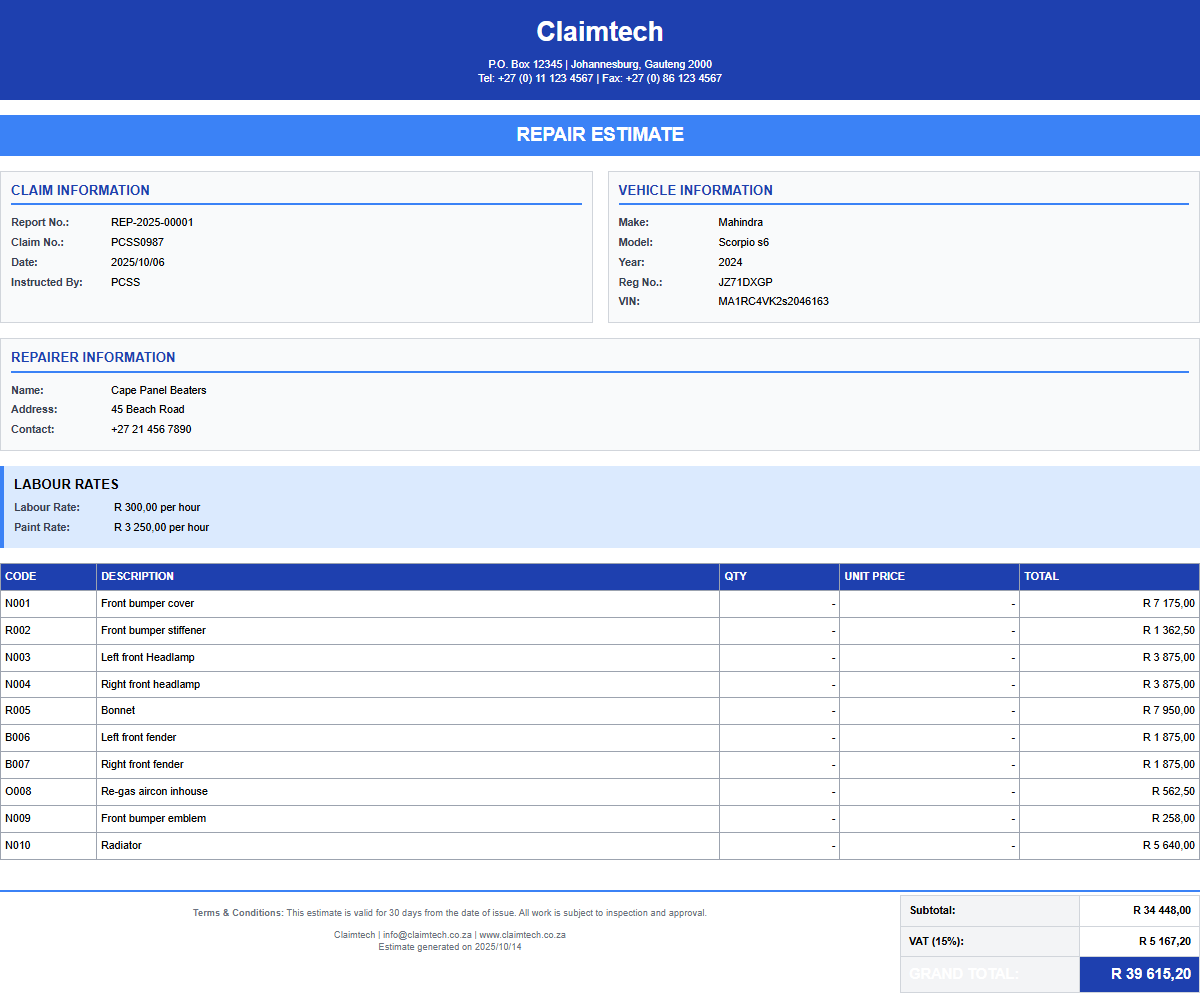 Claimtech
P.O. Box 12345 | Johannesburg, Gauteng 2000
Tel: +27 (0) 11 123 4567 | Fax: +27 (0) 86 123 4567
REPAIR ESTIMATE
CLAIM INFORMATION
Report No.: REP-2025-00001
Claim No.: PCSS0987
Date: 2025/10/06
Instructed By: PCSS
VEHICLE INFORMATION
Make: Mahindra
Model: Scorpio s6
Year: 2024
Reg No.: JZ71DXGP
VIN: MA1RC4VK2s2046163
REPAIRER INFORMATION
Name: Cape Panel Beaters
Address: 45 Beach Road
Contact: +27 21 456 7890
LABOUR RATES
Labour Rate: R 300,00 per hour
Paint Rate: R 3 250,00 per hour
CODE DESCRIPTION QTY UNIT PRICE TOTAL
N001 Front bumper cover - - R 7 175,00
R002 Front bumper stiffener - - R 1 362,50
N003 Left front Headlamp - - R 3 875,00
N004 Right front headlamp - - R 3 875,00
R005 Bonnet - - R 7 950,00
B006 Left front fender - - R 1 875,00
B007 Right front fender - - R 1 875,00
O008 Re-gas aircon inhouse - - R 562,50
N009 Front bumper emblem - - R 258,00
N010 Radiator - - R 5 640,00
Terms & Conditions: This estimate is valid for 30 days from the date of issue. All work is subject to inspection and approval.
Claimtech | info@claimtech.co.za | www.claimtech.co.za
Estimate generated on 2025/10/14
Subtotal: R 34 448,00
VAT (15%): R 5 167,20
GRAND TOTAL: R 39 615,20